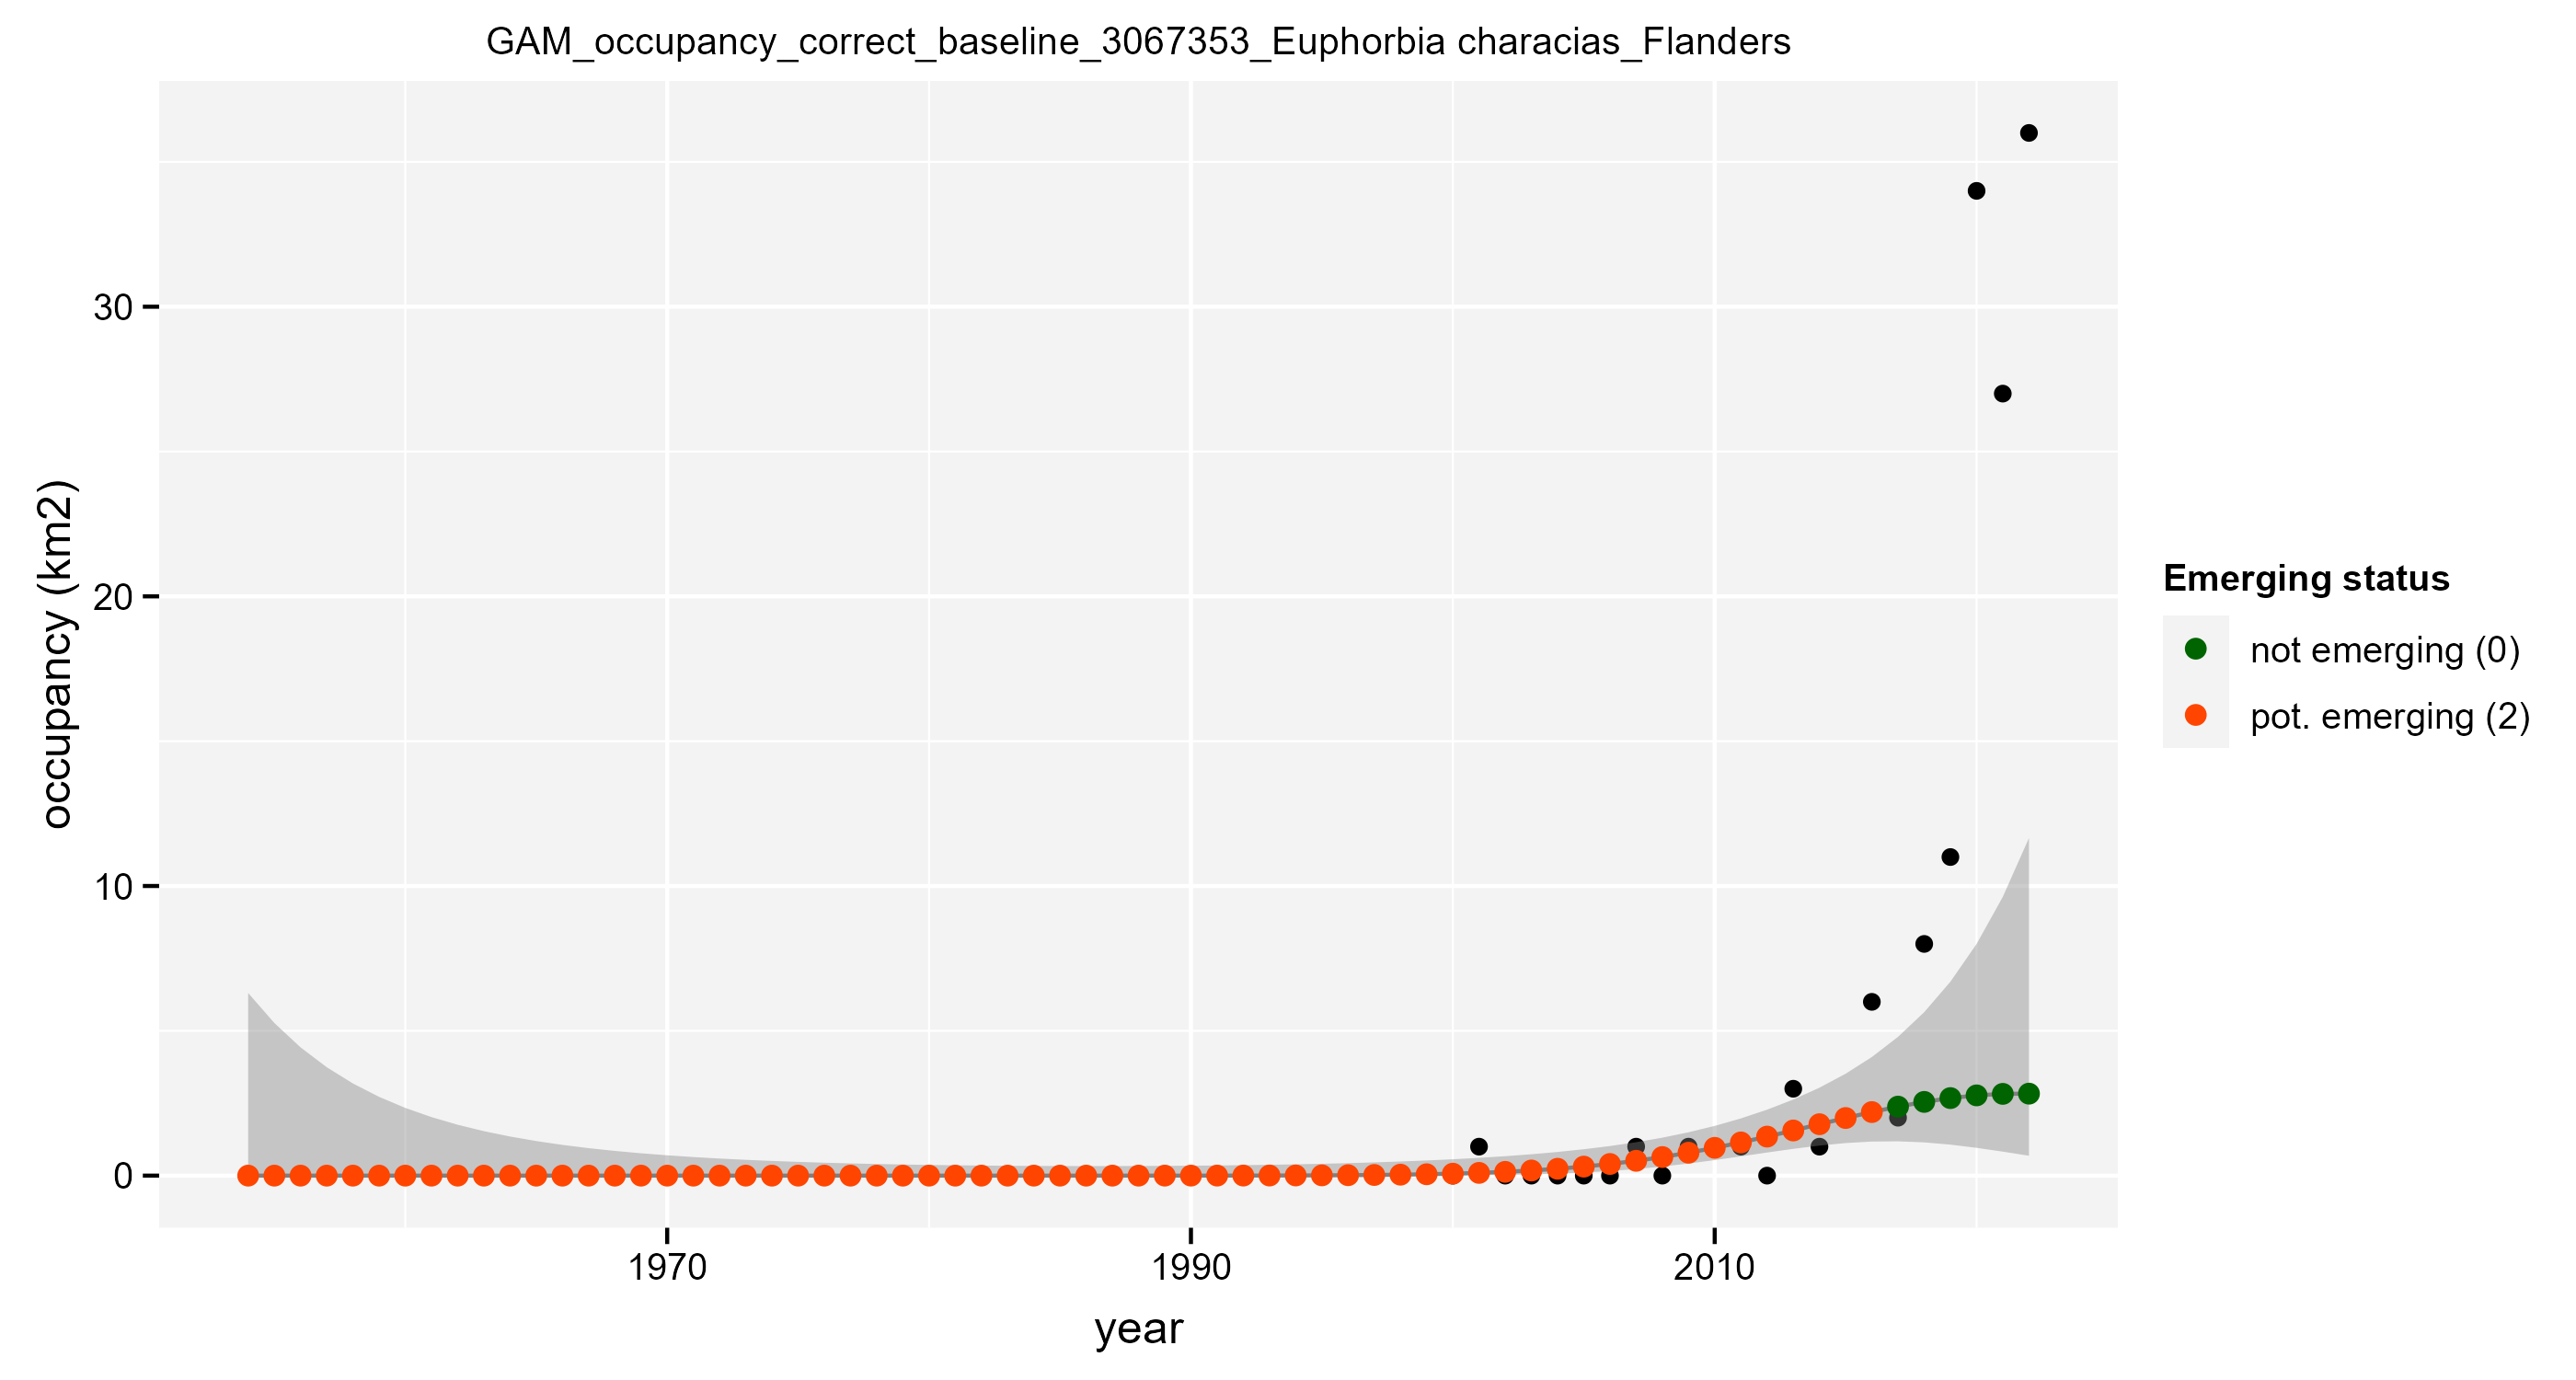 GAM_occupancy_correct_baseline_3067353_Euphorbia characias_Flanders
occupancy (km2)
30
20
10
0
1970
1990
2010
year
Emerging status
not emerging (0)
pot. emerging (2)